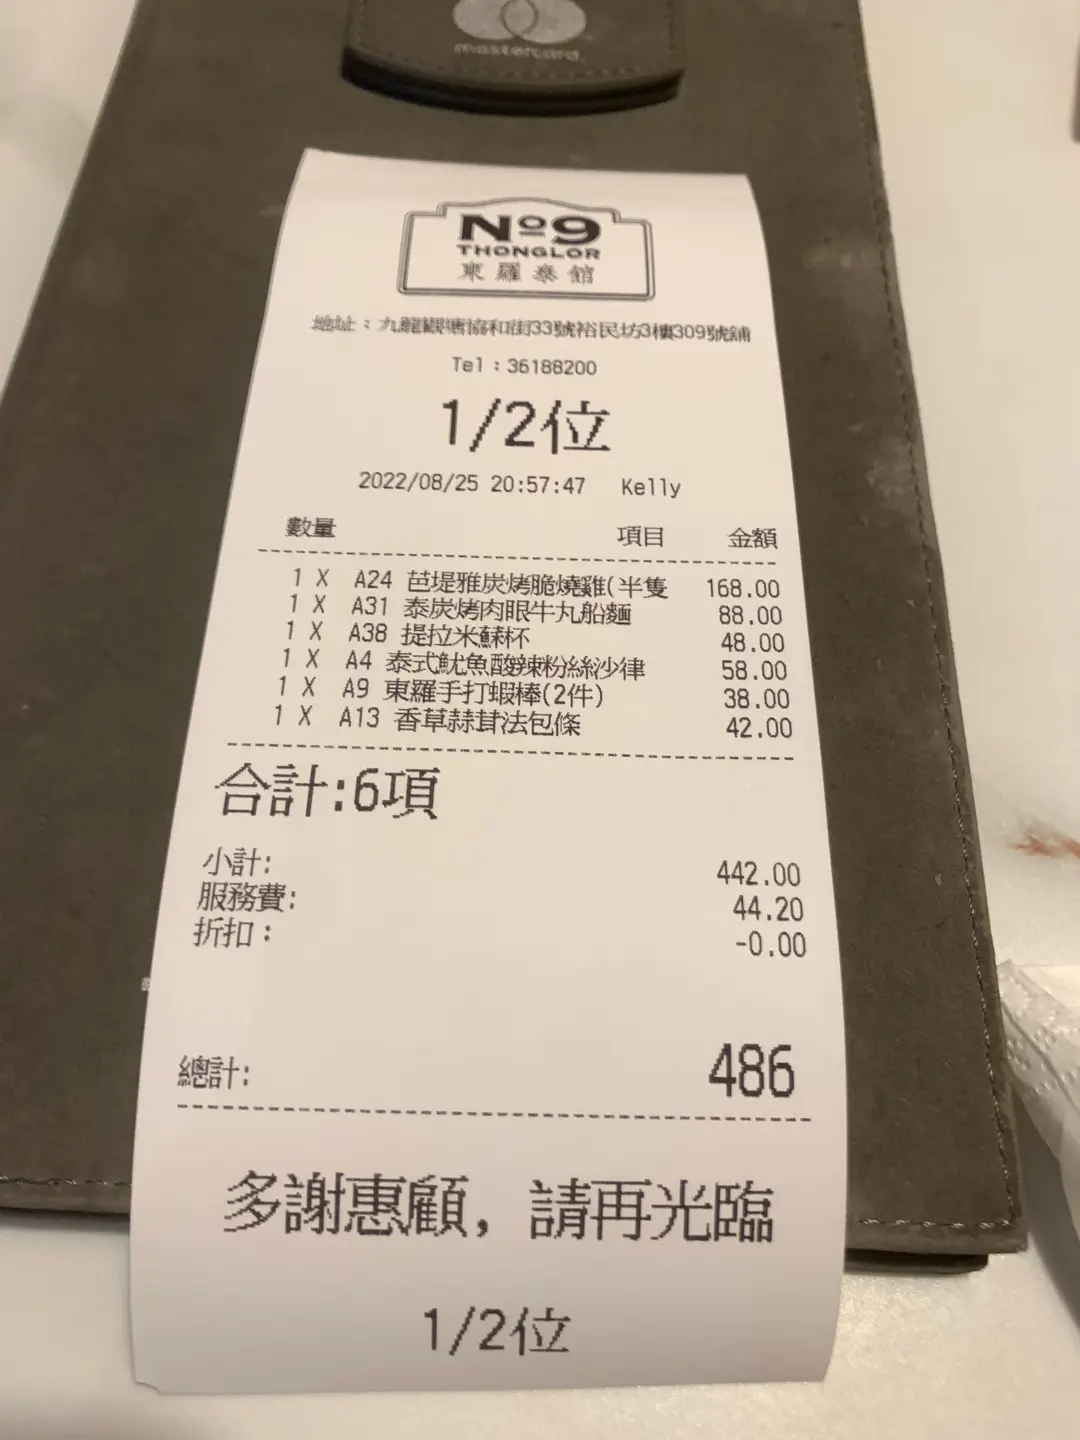 mastercard
Nº9
THONGLOR
東羅泰館
地址：九龍觀塘協和街33號裕民坊3樓309號舖
Tel：36188200
1/2位
2022/08/25 20:57:47 Kelly
數量 項目 金額
1 X A24 芭堤雅炭烤脆燒雞(半隻 168.00
1 X A31 泰炭烤肉眼牛丸船麵 88.00
1 X A38 提拉米蘇杯 48.00
1 X A4 泰式魷魚酸辣粉絲沙律 58.00
1 X A9 東羅手打蝦棒(2件) 38.00
1 X A13 香草蒜茸法包條 42.00
合計:6項
小計: 442.00
服務費: 44.20
折扣： -0.00
總計: 486
多謝惠顧，請再光臨
1/2位